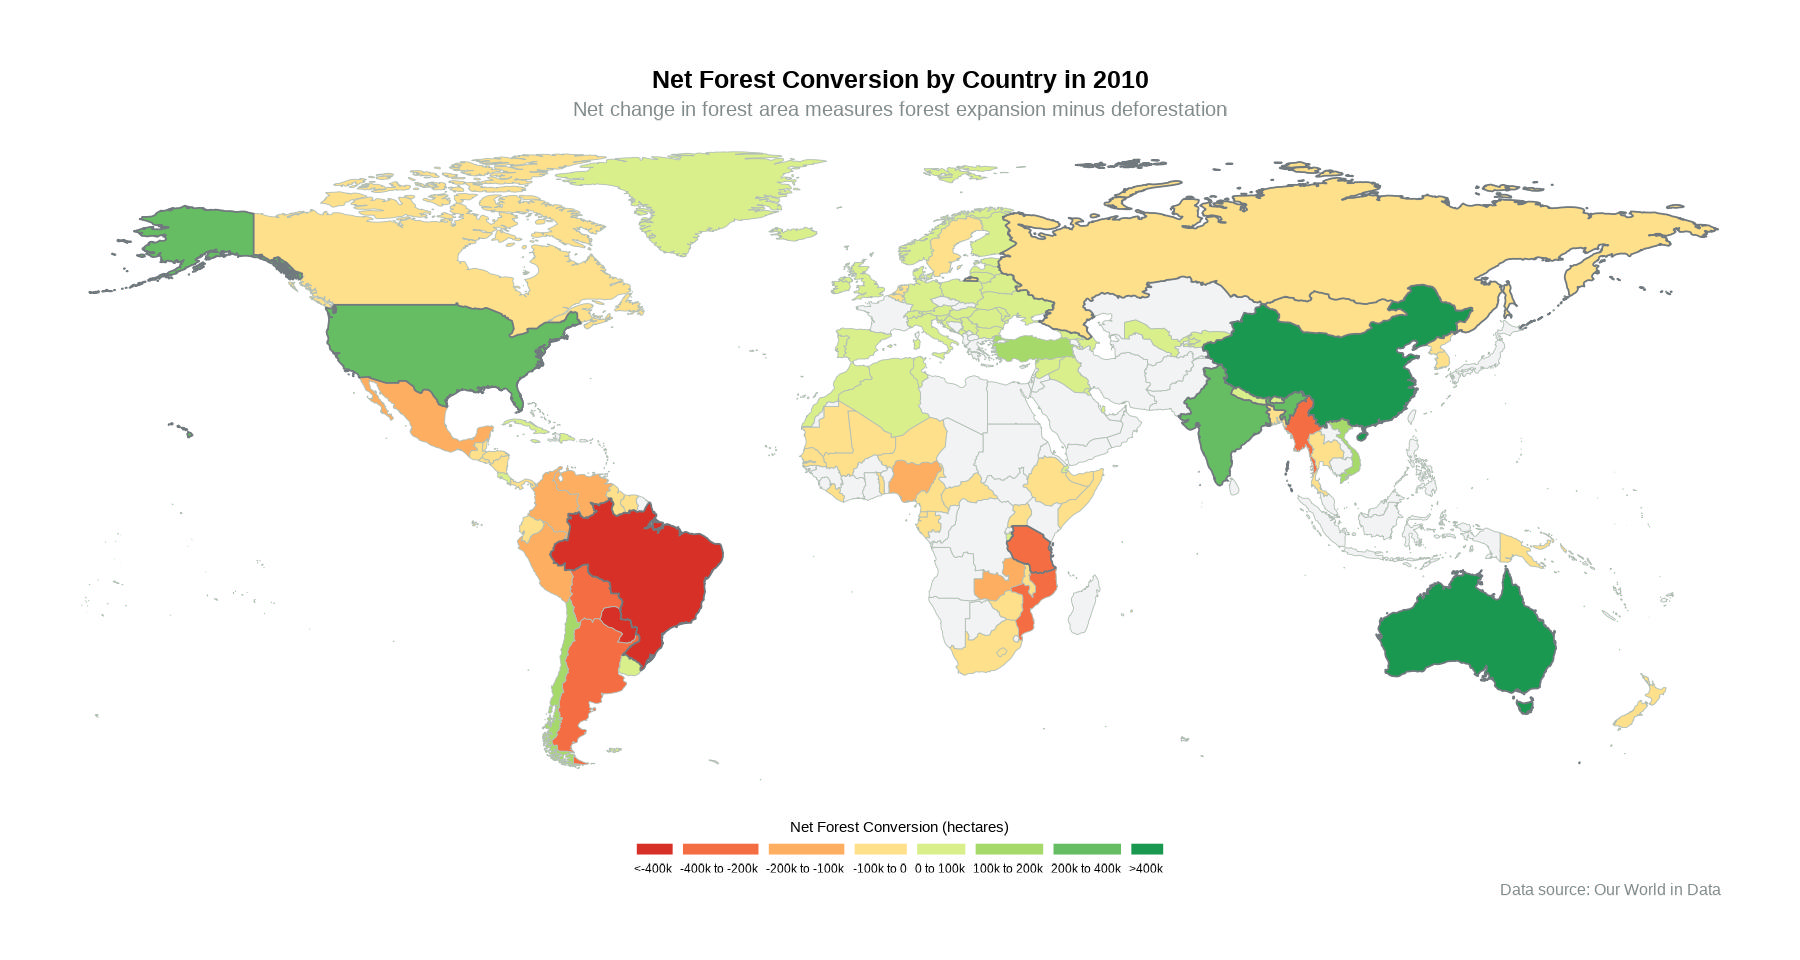 Net Forest Conversion by Country in 2010
Net change in forest area measures forest expansion minus deforestation
Net Forest Conversion (hectares)
<-400k -400k to -200k -200k to -100k -100k to 0 0 to 100k 100k to 200k 200k to 400k >400k
Data source: Our World in Data